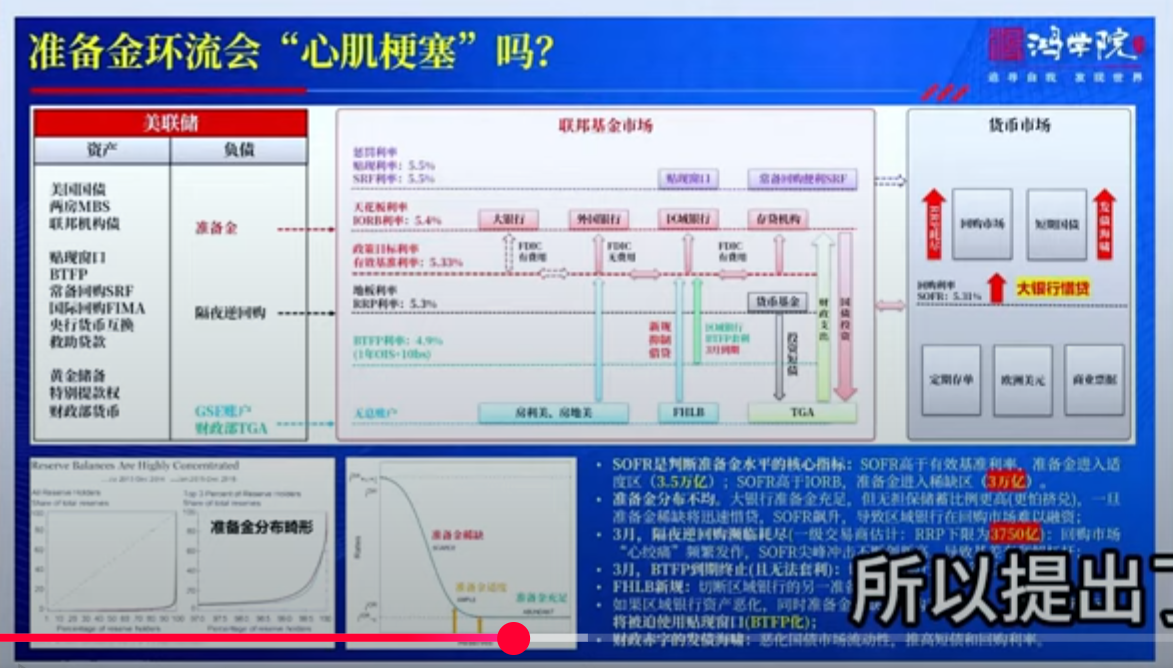 准备金环流会“心肌梗塞”吗？
鸿学院
追寻自我 发现世界
美联储
资产
负债
美国国债
两房MBS
联邦机构债
贴现窗口
BTFP
常备回购SRF
国际回购FIMA
央行货币互换
救助贷款
黄金储备
特别提款权
财政部货币
准备金
隔夜逆回购
GSE账户
财政部TGA
联邦基金市场
惩罚利率
贴现利率：5.5%
SRF利率：5.5%
贴现窗口
常备回购便利SRF
天花板利率
IORB利率：5.4%
大银行
外国银行
区域银行
存贷机构
政策目标利率
有效基准利率：5.33%
FDIC
有费用
FDIC
无费用
FDIC
有费用
地板利率
RRP利率：5.3%
货币基金
BTFP利率：4.9%
(1年OIS+10bs)
新规
抑制
借贷
区域银行
BTFP套利
3月到期
投资短债
财政支出
国债投资
无息账户
房利美、房地美
FHLB
TGA
货币市场
RRP耗尽
回购市场
短期国债
发债海啸
回购利率
SOFR：5.31%
大银行惜贷
定期存单
欧洲美元
商业票据
Reserve Balances Are Highly Concentrated
All Reserve Holders
Share of total reserves
Top 3 Percent of Reserve Holders
Share of total reserves
准备金分布畸形
Percentage of reserve holders
Percentage of reserve holders
Rates
准备金稀缺
SCARCE
准备金适度
AMPLE
准备金充足
ABUNDANT
• SOFR是判断准备金水平的核心指标：SOFR高于有效基准利率，准备金进入适
度区（3.5万亿）；SOFR高于IORB，准备金进入稀缺区（3万亿）。
• 准备金分布不均。大银行准备金充足，但无担保储蓄比例更高(更怕挤兑)，一旦
准备金稀缺将迅速惜贷，SOFR飙升，导致区域银行在回购市场难以融资；
• 3月，隔夜逆回购濒临耗尽(一级交易商估计：RRP下限为3750亿)：回购市场
“心绞痛”频繁发作，SOFR尖峰冲击
• 3月，BTFP到期终止(且无法套利)：
• FHLB新规：切断区域银行的另一准备
• 如果区域银行资产恶化，同时准备金
将被迫使用贴现窗口(BTFP化)；
• 财政赤字的发债海啸：恶化国债市场流动性，推高短债和回购利率。
所以提出了